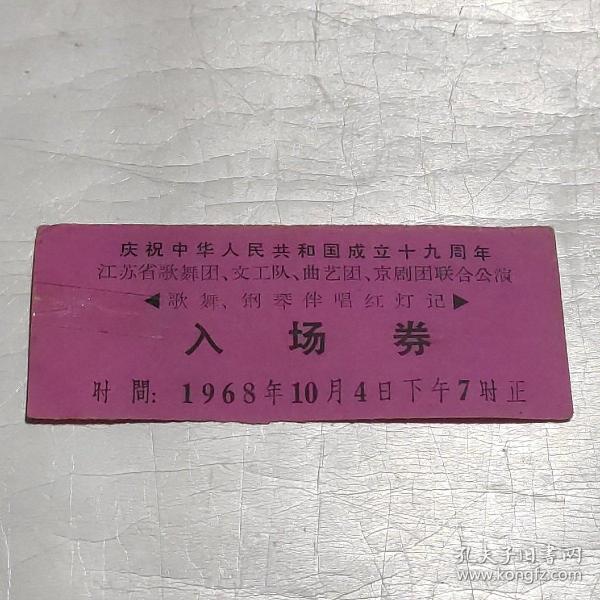 庆祝中华人民共和国成立十九周年
江苏省歌舞团、文工队、曲艺团、京剧团联合公演
◀歌舞、钢琴伴唱红灯记▶
入场券
时間：1968年10月4日下午7时正
孔夫子旧书网
www.kongfz.com